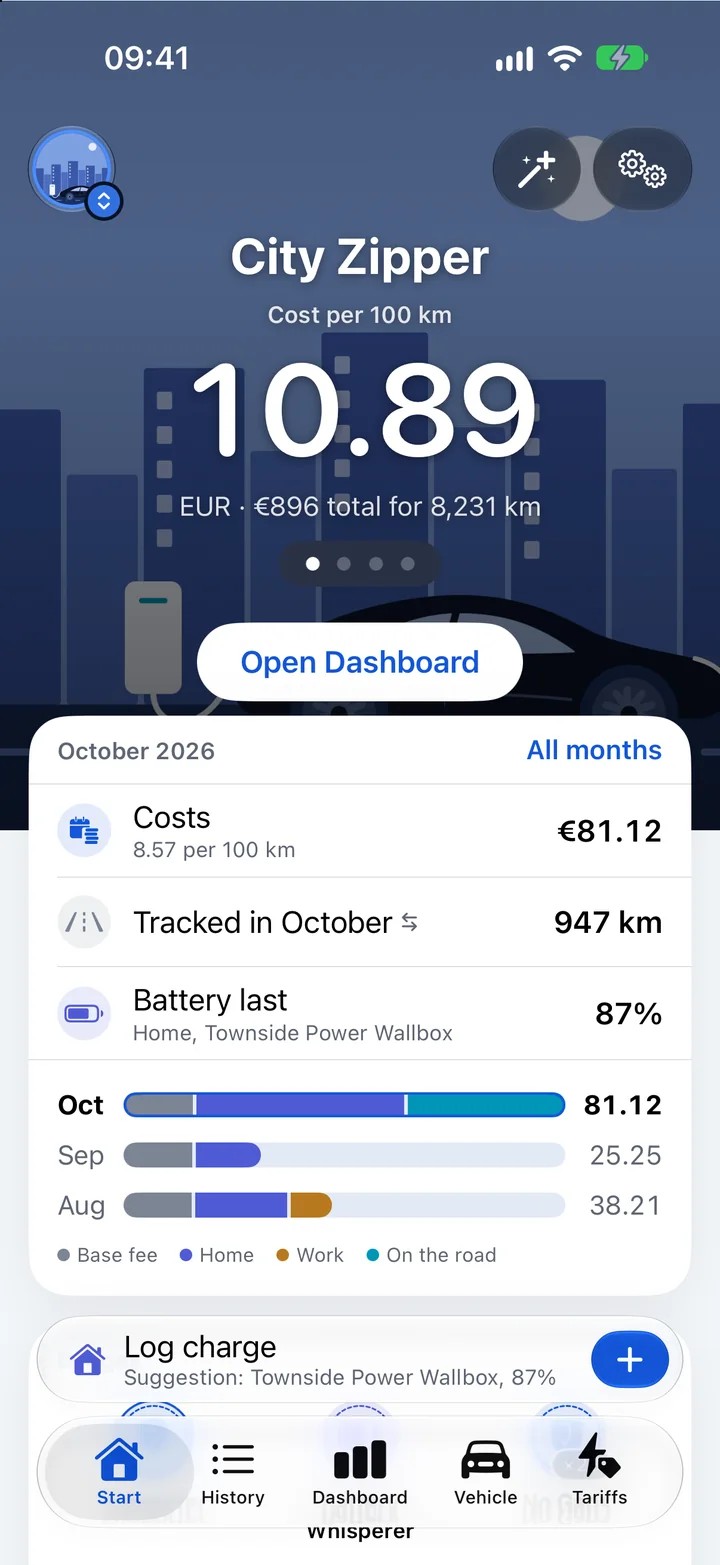 09:41
City Zipper
Cost per 100 km
10.89
EUR · €896 total for 8,231 km
Open Dashboard
October 2026
All months
Costs
8.57 per 100 km
€81.12
Tracked in October
947 km
Battery last
Home, Townside Power Wallbox
87%
Oct 81.12
Sep 25.25
Aug 38.21
Base fee Home Work On the road
Log charge
Suggestion: Townside Power Wallbox, 87%
Start History Dashboard Vehicle Tariffs
Whisperer